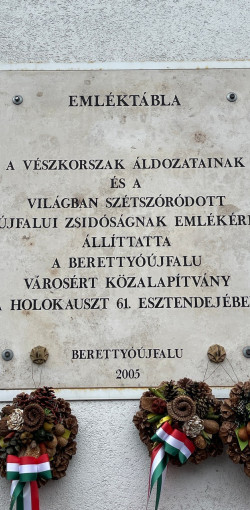 EMLÉKTÁBLA
A VÉSZKORSZAK ÁLDOZATAINAK
ÉS A
VILÁGBAN SZÉTSZÓRÓDOTT
ÚJFALUI ZSIDÓSÁGNAK EMLÉKÉRE
ÁLLÍTTATTA
A BERETTYÓÚJFALU
VÁROSÉRT KÖZALAPÍTVÁNY
A HOLOKAUSZT 61. ESZTENDEJÉBEN
BERETTYÓÚJFALU
2005